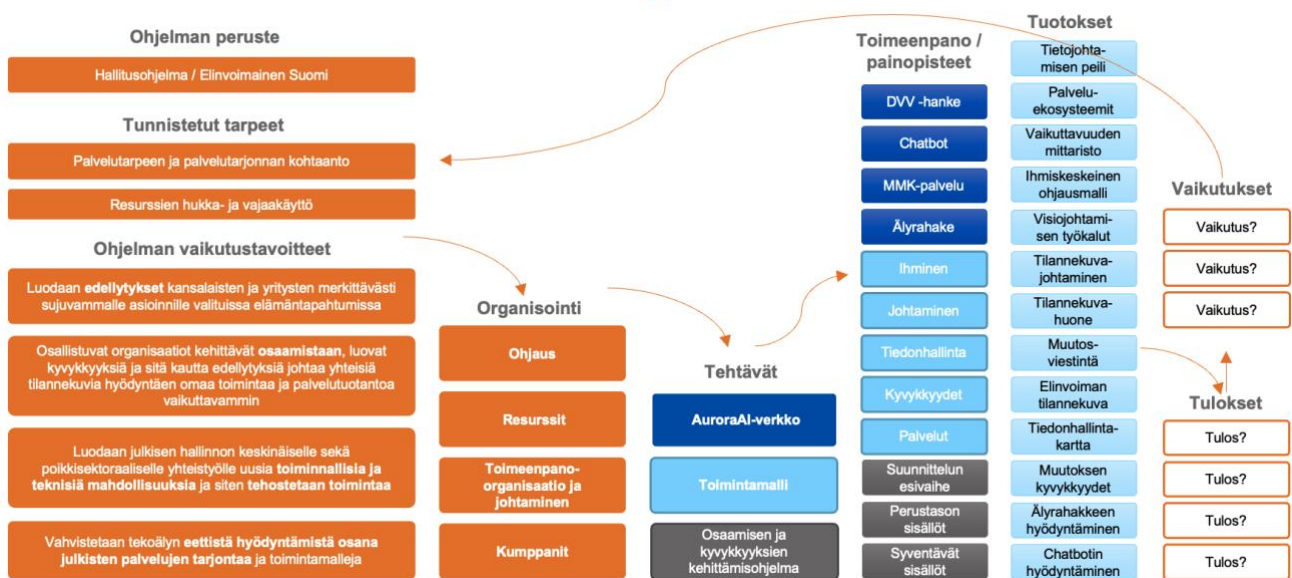 Ohjelman peruste
Hallitusohjelma / Elinvoimainen Suomi
Tunnistetut tarpeet
Palvelutarpeen ja palvelutarjonnan kohtaanto
Resurssien hukka- ja vajaakäyttö
Ohjelman vaikutustavoitteet
Luodaan edellytykset kansalaisten ja yritysten merkittävästi
sujuvammalle asioinnille valituissa elämäntapahtumissa
Osallistuvat organisaatiot kehittävät osaamistaan, luovat
kyvykkyyksiä ja sitä kautta edellytyksiä johtaa yhteisiä
tilannekuvia hyödyntäen omaa toimintaa ja palvelutuotantoa
vaikuttavammin
Luodaan julkisen hallinnon keskinäiselle sekä
poikkisektoraaliselle yhteistyölle uusia toiminnallisia ja
teknisiä mahdollisuuksia ja siten tehostetaan toimintaa
Vahvistetaan tekoälyn eettistä hyödyntämistä osana
julkisten palvelujen tarjontaa ja toimintamalleja
Organisointi
Ohjaus
Resurssit
Toimeenpano-
organisaatio ja
johtaminen
Kumppanit
Tehtävät
AuroraAI-verkko
Toimintamalli
Osaamisen ja
kyvykkyyksien
kehittämisohjelma
Toimeenpano /
painopisteet
DVV -hanke
Chatbot
MMK-palvelu
Älyrahake
Ihminen
Johtaminen
Tiedonhallinta
Kyvykkyydet
Palvelut
Suunnittelun
esivaihe
Perustason
sisällöt
Syventävät
sisällöt
Tuotokset
Tietojohta-
misen peili
Palvelu-
ekosysteemit
Vaikuttavuuden
mittaristo
Ihmiskeskeinen
ohjausmalli
Visiojohtami-
sen työkalut
Tilannekuva-
johtaminen
Tilannekuva-
huone
Muutos-
viestintä
Elinvoiman
tilannekuva
Tiedonhallinta-
kartta
Muutoksen
kyvykkyydet
Älyrahakkeen
hyödyntäminen
Chatbotin
hyödyntäminen
Vaikutukset
Vaikutus?
Vaikutus?
Vaikutus?
Tulokset
Tulos?
Tulos?
Tulos?
Tulos?